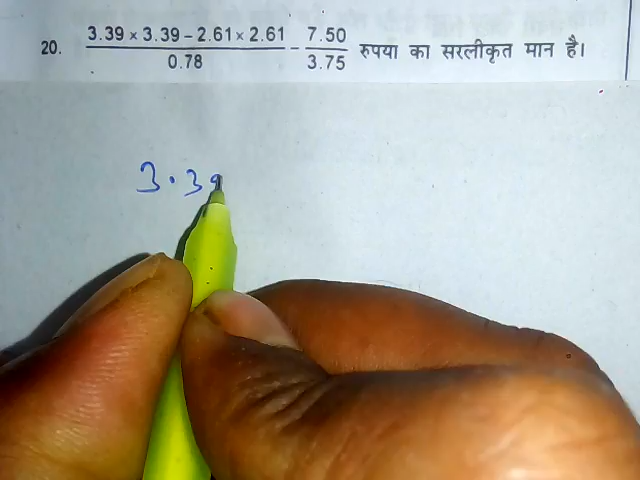 20. 3.39 × 3.39 – 2.61 × 2.61 / 0.78 – 7.50 / 3.75 रुपया का सरलीकृत मान है।
3.39